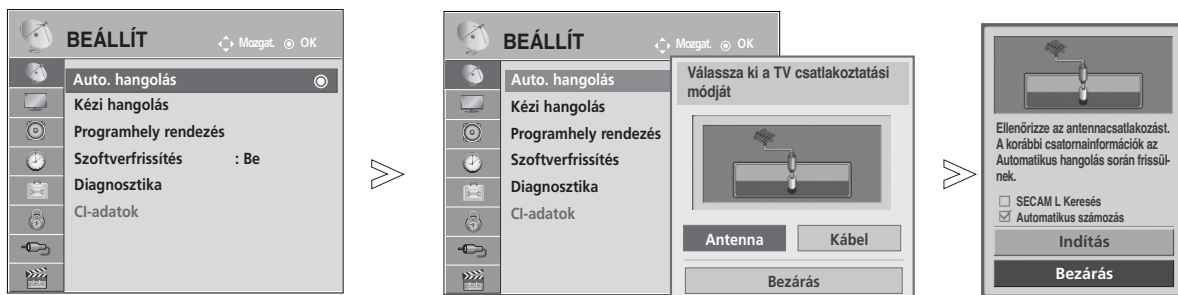 BEÁLLÍT
Mozgat. OK
Auto. hangolás
Kézi hangolás
Programhely rendezés
Szoftverfrissítés : Be
Diagnosztika
CI-adatok
BEÁLLÍT
Mozgat. OK
Auto. hangolás
Kézi hangolás
Programhely rendezés
Szoftverfrissítés
Diagnosztika
CI-adatok
Válassza ki a TV csatlakoztatási
módját
Antenna Kábel
Bezárás
Ellenőrizze az antennacsatlakozást.
A korábbi csatornainformációk az
Automatikus hangolás során frissül-
nek.
SECAM L Keresés
Automatikus számozás
Indítás
Bezárás